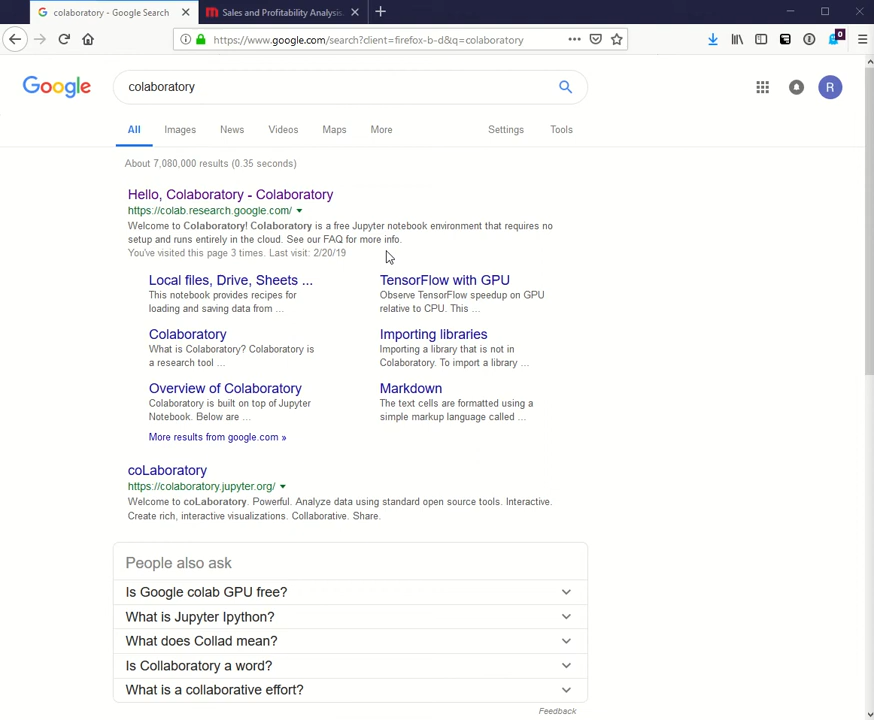 colaboratory - Google Search
Sales and Profitability Analysis.
https://www.google.com/search?client=firefox-b-d&q=colaboratory
0
Google
colaboratory
R
All Images News Videos Maps More Settings Tools
About 7,080,000 results (0.35 seconds)
Hello, Colaboratory - Colaboratory
https://colab.research.google.com/
Welcome to Colaboratory! Colaboratory is a free Jupyter notebook environment that requires no
setup and runs entirely in the cloud. See our FAQ for more info.
You've visited this page 3 times. Last visit: 2/20/19
Local files, Drive, Sheets ...
This notebook provides recipes for
loading and saving data from ...
TensorFlow with GPU
Observe TensorFlow speedup on GPU
relative to CPU. This ...
Colaboratory
What is Colaboratory? Colaboratory is
a research tool ...
Importing libraries
Importing a library that is not in
Colaboratory. To import a library ...
Overview of Colaboratory
Colaboratory is built on top of Jupyter
Notebook. Below are ...
Markdown
The text cells are formatted using a
simple markup language called ...
More results from google.com »
coLaboratory
https://colaboratory.jupyter.org/
Welcome to coLaboratory. Powerful. Analyze data using standard open source tools. Interactive.
Create rich, interactive visualizations. Collaborative. Share.
People also ask
Is Google colab GPU free?
What is Jupyter Ipython?
What does Collad mean?
Is Collaboratory a word?
What is a collaborative effort?
Feedback